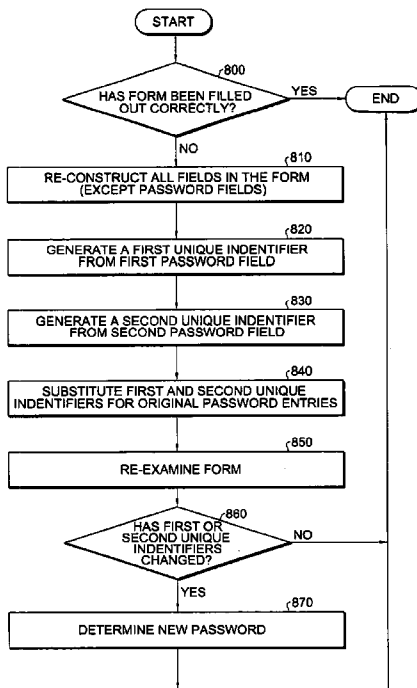 START
800
HAS FORM BEEN FILLED
OUT CORRECTLY?
YES
END
NO
810
RE-CONSTRUCT ALL FIELDS IN THE FORM
(EXCEPT PASSWORD FIELDS)
820
GENERATE A FIRST UNIQUE INDENTIFIER
FROM FIRST PASSWORD FIELD
830
GENERATE A SECOND UNIQUE INDENTIFIER
FROM SECOND PASSWORD FIELD
840
SUBSTITUTE FIRST AND SECOND UNIQUE
INDENTIFIERS FOR ORIGINAL PASSWORD ENTRIES
850
RE-EXAMINE FORM
860
HAS FIRST OR
SECOND UNIQUE
INDENTIFIERS
CHANGED?
NO
YES
870
DETERMINE NEW PASSWORD